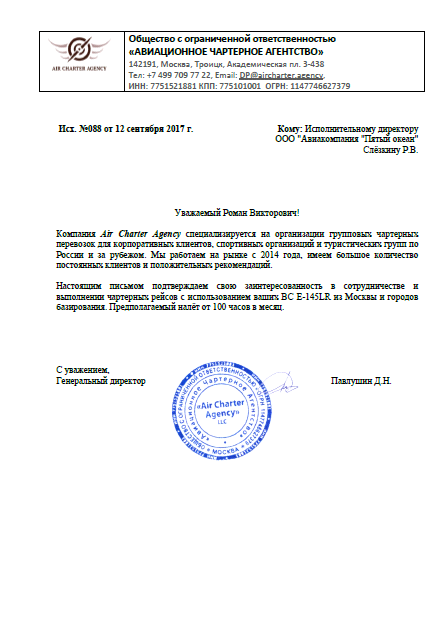 AIR CHARTER AGENCY
Общество с ограниченной ответственностью
«АВИАЦИОННОЕ ЧАРТЕРНОЕ АГЕНТСТВО»
142191, Москва, Троицк, Академическая пл. 3-438
Тел: +7 499 709 77 22, Email: DP@aircharter.agency.
ИНН: 7751521881 КПП: 775101001 ОГРН: 1147746627379
Исх. №088 от 12 сентября 2017 г.
Кому: Исполнительному директору
ООО "Авиакомпания "Пятый океан"
Слёзкину Р.В.
Уважаемый Роман Викторович!
Компания Air Charter Agency специализируется на организации групповых чартерных
перевозок для корпоративных клиентов, спортивных организаций и туристических групп по
России и за рубежом. Мы работаем на рынке с 2014 года, имеем большое количество
постоянных клиентов и положительных рекомендаций.
Настоящим письмом подтверждаем свою заинтересованность в сотрудничестве и
выполнении чартерных рейсов с использованием ваших ВС E-145LR из Москвы и городов
базирования. Предполагаемый налёт от 100 часов в месяц.
С уважением,
Генеральный директор
Павлушин Д.Н.
«Air Charter
Agency»
LLC
«Авиационное Чартерное Агентство»
МОСКВА